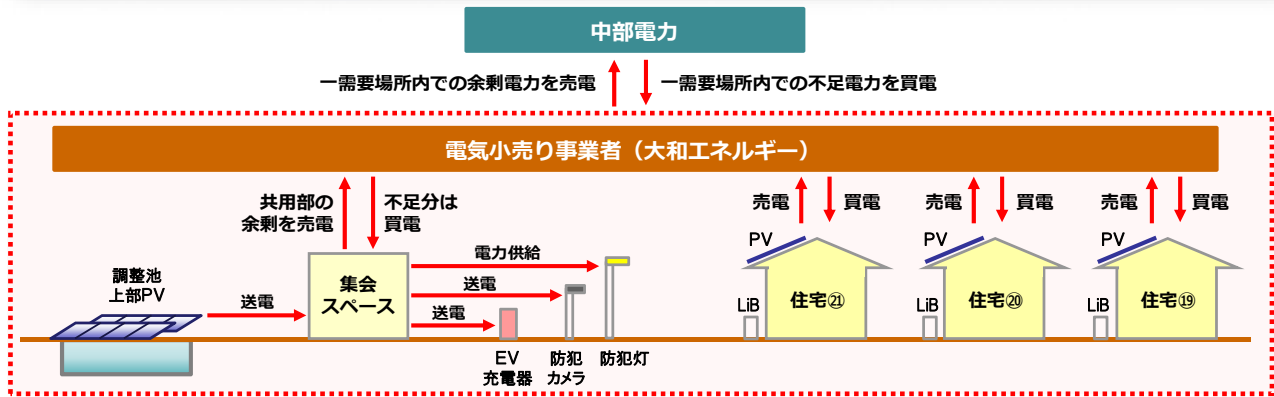 中部電力
一需要場所内での余剰電力を売電
一需要場所内での不足電力を買電
電気小売り事業者（大和エネルギー）
共用部の
余剰を売電
不足分は
買電
売電
買電
売電
買電
売電
買電
調整池
上部PV
送電
集会
スペース
電力供給
送電
送電
EV
充電器
防犯
カメラ
防犯灯
PV
LiB
住宅㉑
PV
LiB
住宅⑳
PV
LiB
住宅⑲